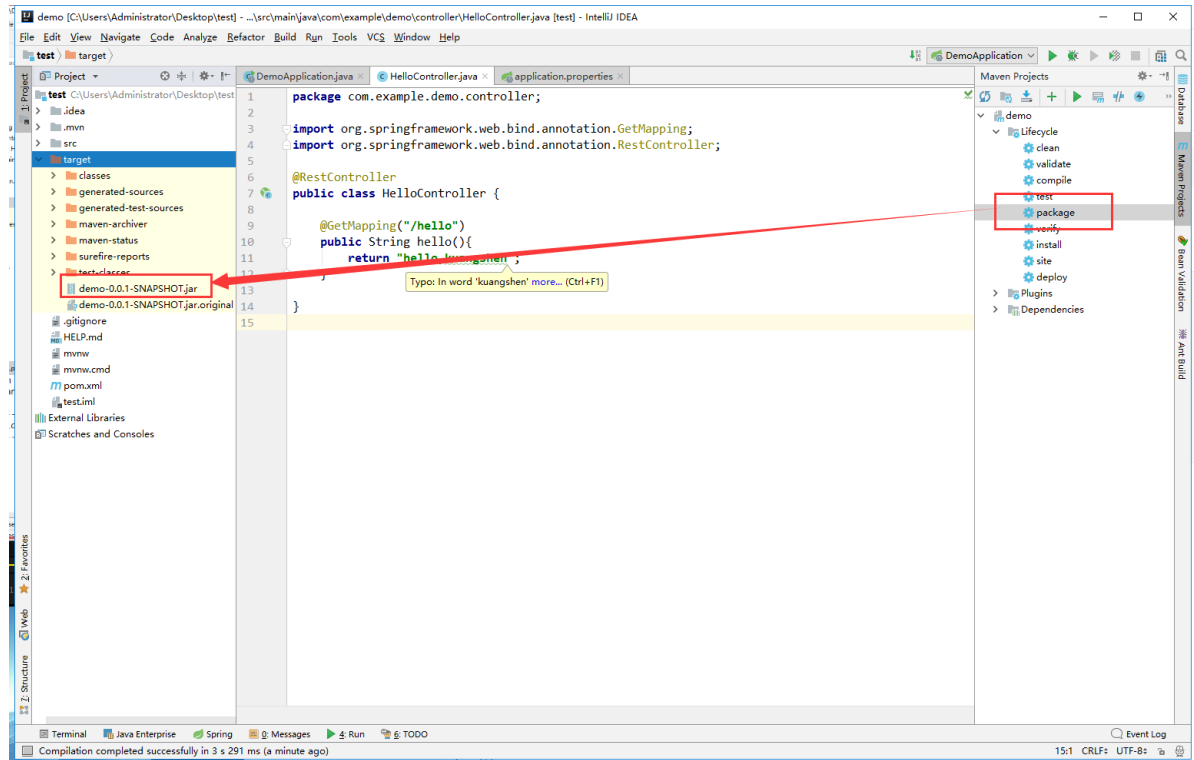 demo [C:\Users\Administrator\Desktop\test] - ...\src\main\java\com\example\demo\controller\HelloController.java [test] - IntelliJ IDEA
File Edit View Navigate Code Analyze Refactor Build Run Tools VCS Window Help
test target
DemoApplication
Project
1: Project
test C:\Users\Administrator\Desktop\test
.idea
.mvn
src
target
classes
generated-sources
generated-test-sources
maven-archiver
maven-status
surefire-reports
test-classes
demo-0.0.1-SNAPSHOT.jar
demo-0.0.1-SNAPSHOT.jar.original
.gitignore
HELP.md
mvnw
mvnw.cmd
pom.xml
test.iml
External Libraries
Scratches and Consoles
2: Favorites
Web
7: Structure
DemoApplication.java HelloController.java application.properties
1 package com.example.demo.controller;
2
3 import org.springframework.web.bind.annotation.GetMapping;
4 import org.springframework.web.bind.annotation.RestController;
5
6 @RestController
7 public class HelloController {
8
9 @GetMapping("/hello")
10 public String hello(){
11 return "hello,kuangshen";
12 }
13
14 }
15
Typo: In word 'kuangshen' more... (Ctrl+F1)
Maven Projects
demo
Lifecycle
clean
validate
compile
test
package
verify
install
site
deploy
Plugins
Dependencies
Database
Maven Projects
Bean Validation
Ant Build
Terminal Java Enterprise Spring 0: Messages 4: Run 6: TODO Event Log
Compilation completed successfully in 3 s 291 ms (a minute ago) 15:1 CRLF UTF-8